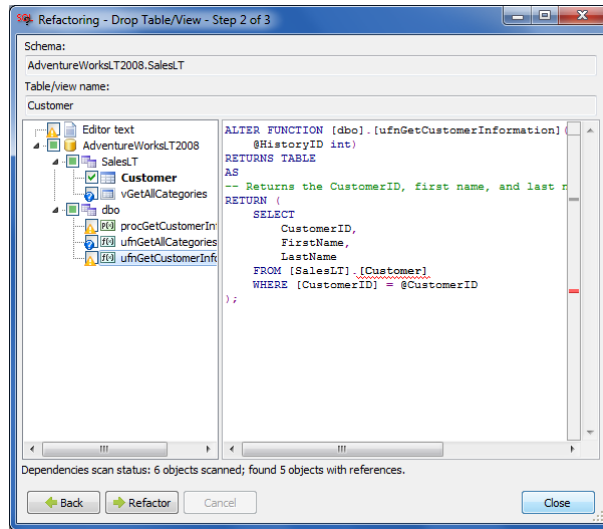 Refactoring - Drop Table/View - Step 2 of 3
Schema:
AdventureWorksLT2008.SalesLT
Table/view name:
Customer
Editor text
AdventureWorksLT2008
SalesLT
Customer
vGetAllCategories
dbo
procGetCustomerIn
ufnGetAllCategories
ufnGetCustomerInfo
ALTER FUNCTION [dbo].[ufnGetCustomerInformation](
@HistoryID int)
RETURNS TABLE
AS
-- Returns the CustomerID, first name, and last n
RETURN (
SELECT
CustomerID,
FirstName,
LastName
FROM [SalesLT].[Customer]
WHERE [CustomerID] = @CustomerID
);
Dependencies scan status: 6 objects scanned; found 5 objects with references.
Back
Refactor
Cancel
Close